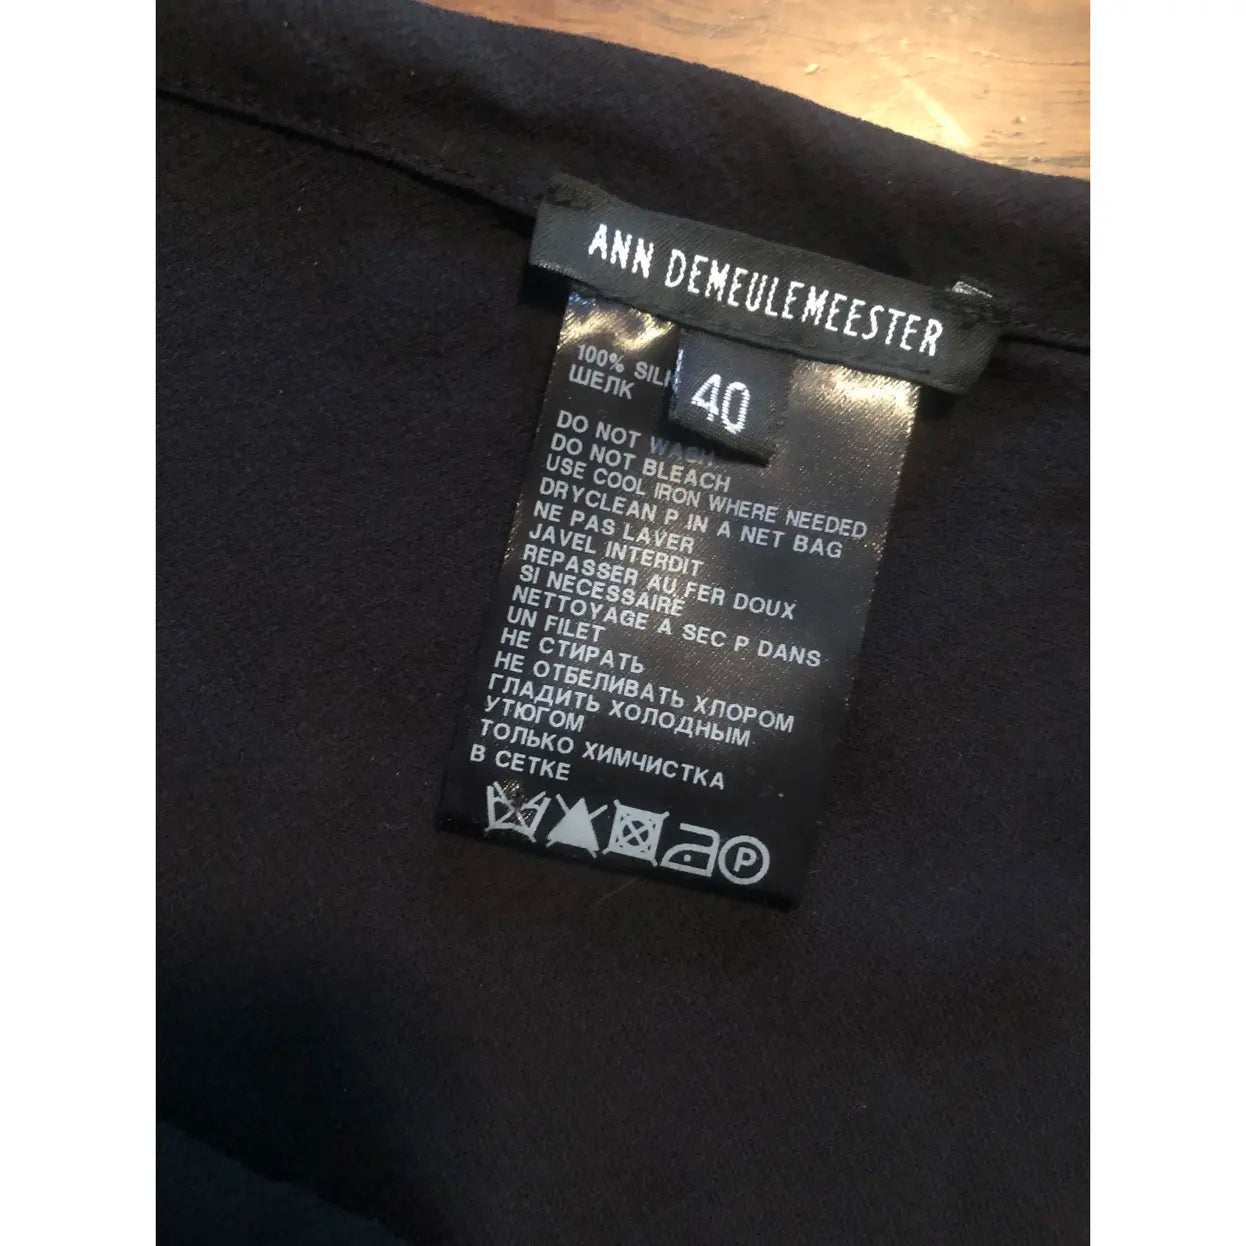 ANN DEMEULEMEESTER
40
100% SILK
ШЕЛК
DO NOT WASH
DO NOT BLEACH
USE COOL IRON WHERE NEEDED
DRYCLEAN P IN A NET BAG
NE PAS LAVER
JAVEL INTERDIT
REPASSER AU FER DOUX
SI NECESSAIRE
NETTOYAGE A SEC P DANS
UN FILET
НЕ СТИРАТЬ
НЕ ОТБЕЛИВАТЬ ХЛОРОМ
ГЛАДИТЬ ХОЛОДНЫМ
УТЮГОМ
ТОЛЬКО ХИМЧИСТКА
В СЕТКЕ
P